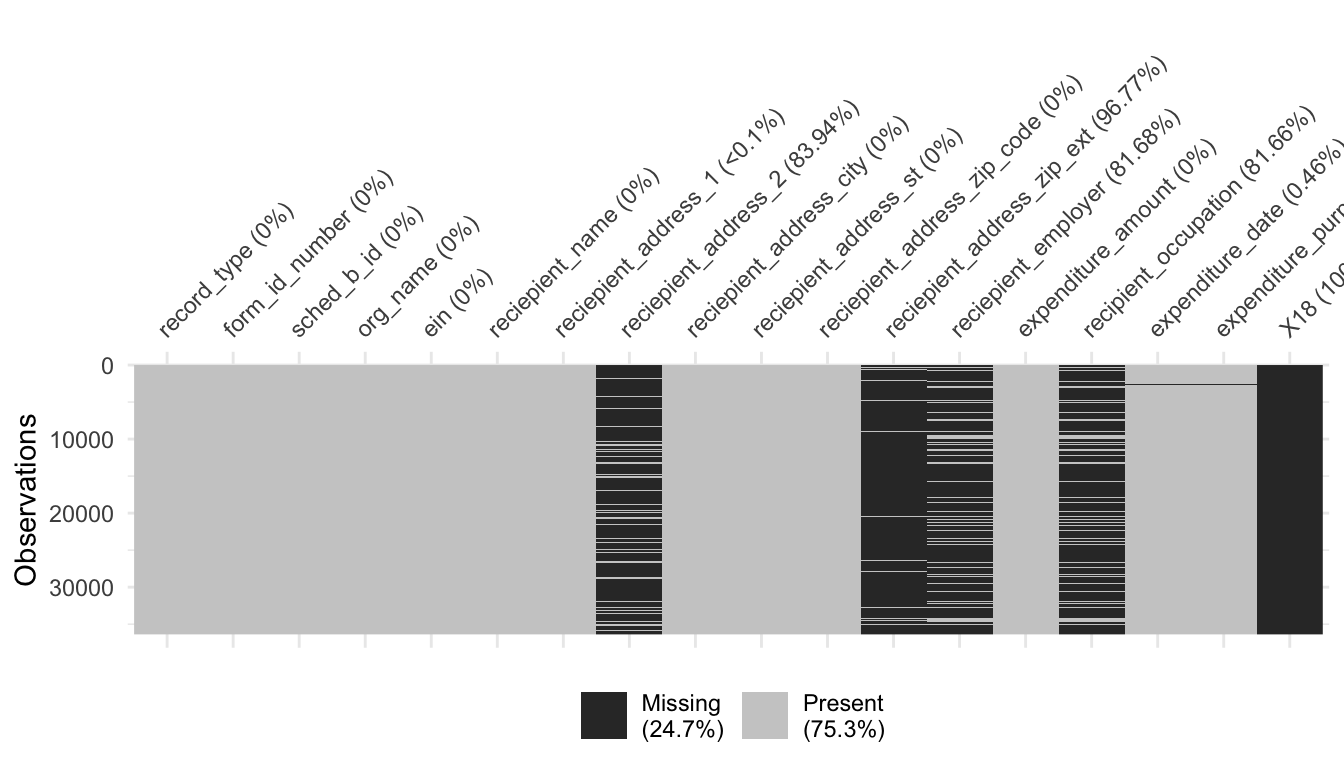 record_type (0%)
form_id_number (0%)
sched_b_id (0%)
org_name (0%)
ein (0%)
reciepient_name (0%)
reciepient_address_1 (<0.1%)
reciepient_address_2 (83.94%)
reciepient_address_city (0%)
reciepient_address_st (0%)
reciepient_address_zip_code (0%)
reciepient_address_zip_ext (96.77%)
reciepient_employer (81.68%)
expenditure_amount (0%)
recipient_occupation (81.66%)
expenditure_date (0.46%)
X18
Observations
0
10000
20000
30000
Missing
(24.7%)
Present
(75.3%)